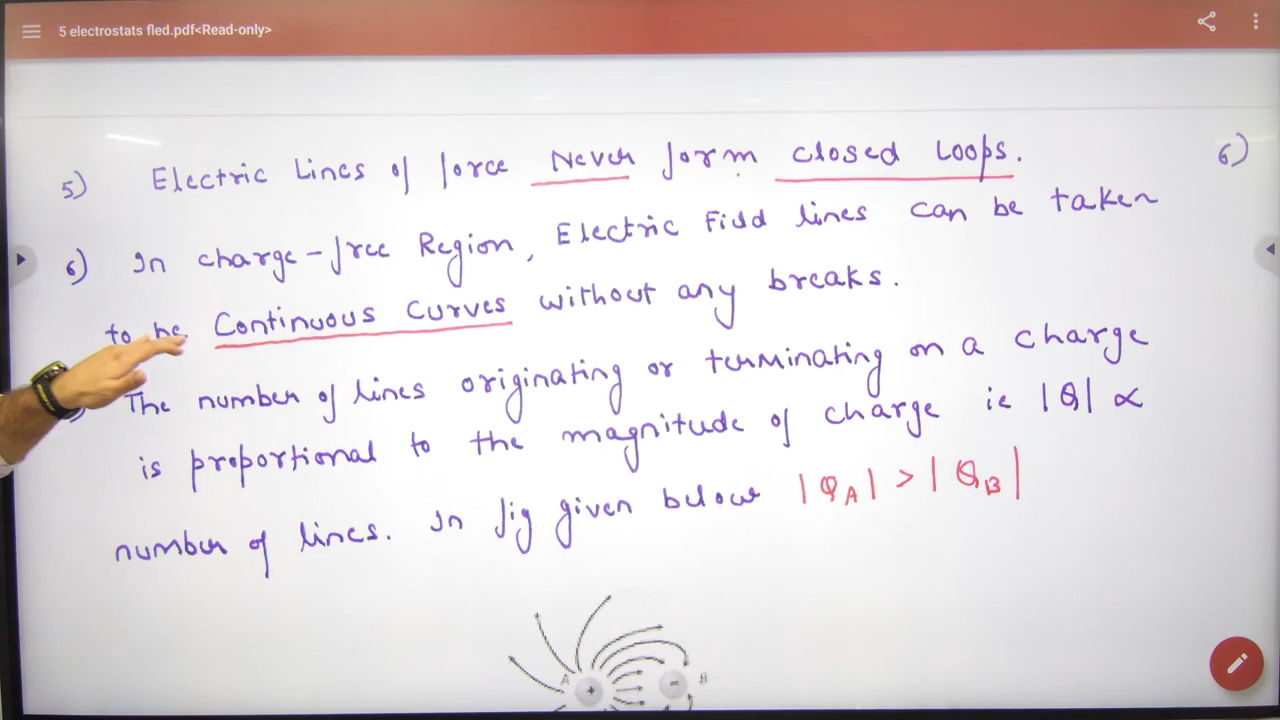 5 electrostats fled.pdf<Read-only>
5) Electric Lines of force Never form closed Loops.
6)
6) In charge-free Region, Electric Field lines can be taken
to be Continuous Curves without any breaks.
The number of lines originating or terminating on a charge
is proportional to the magnitude of charge ie |Q| ∝
number of lines. In fig given below |Q_A| > |Q_B|
A + - B